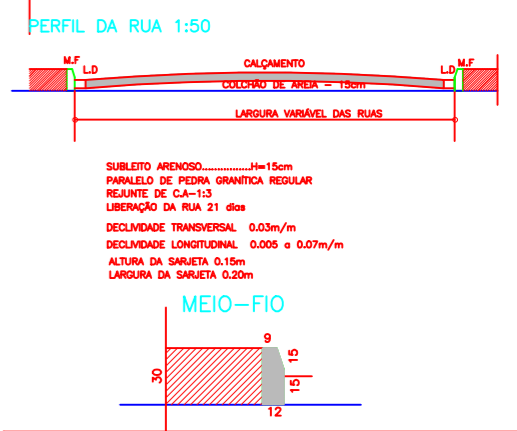 PERFIL DA RUA 1:50
M.F
L.D
CALÇAMENTO
L.D
M.F
COLCHÃO DE AREIA - 15cm
LARGURA VARIÁVEL DAS RUAS
SUBLEITO ARENOSO................H=15cm
PARALELO DE PEDRA GRANÍTICA REGULAR
REJUNTE DE C.A-1:3
LIBERAÇÃO DA RUA 21 dias
DECLIVIDADE TRANSVERSAL 0.03m/m
DECLIVIDADE LONGITUDINAL 0.005 a 0.07m/m
ALTURA DA SARJETA 0.15m
LARGURA DA SARJETA 0.20m
MEIO-FIO
9
15
30
15
12